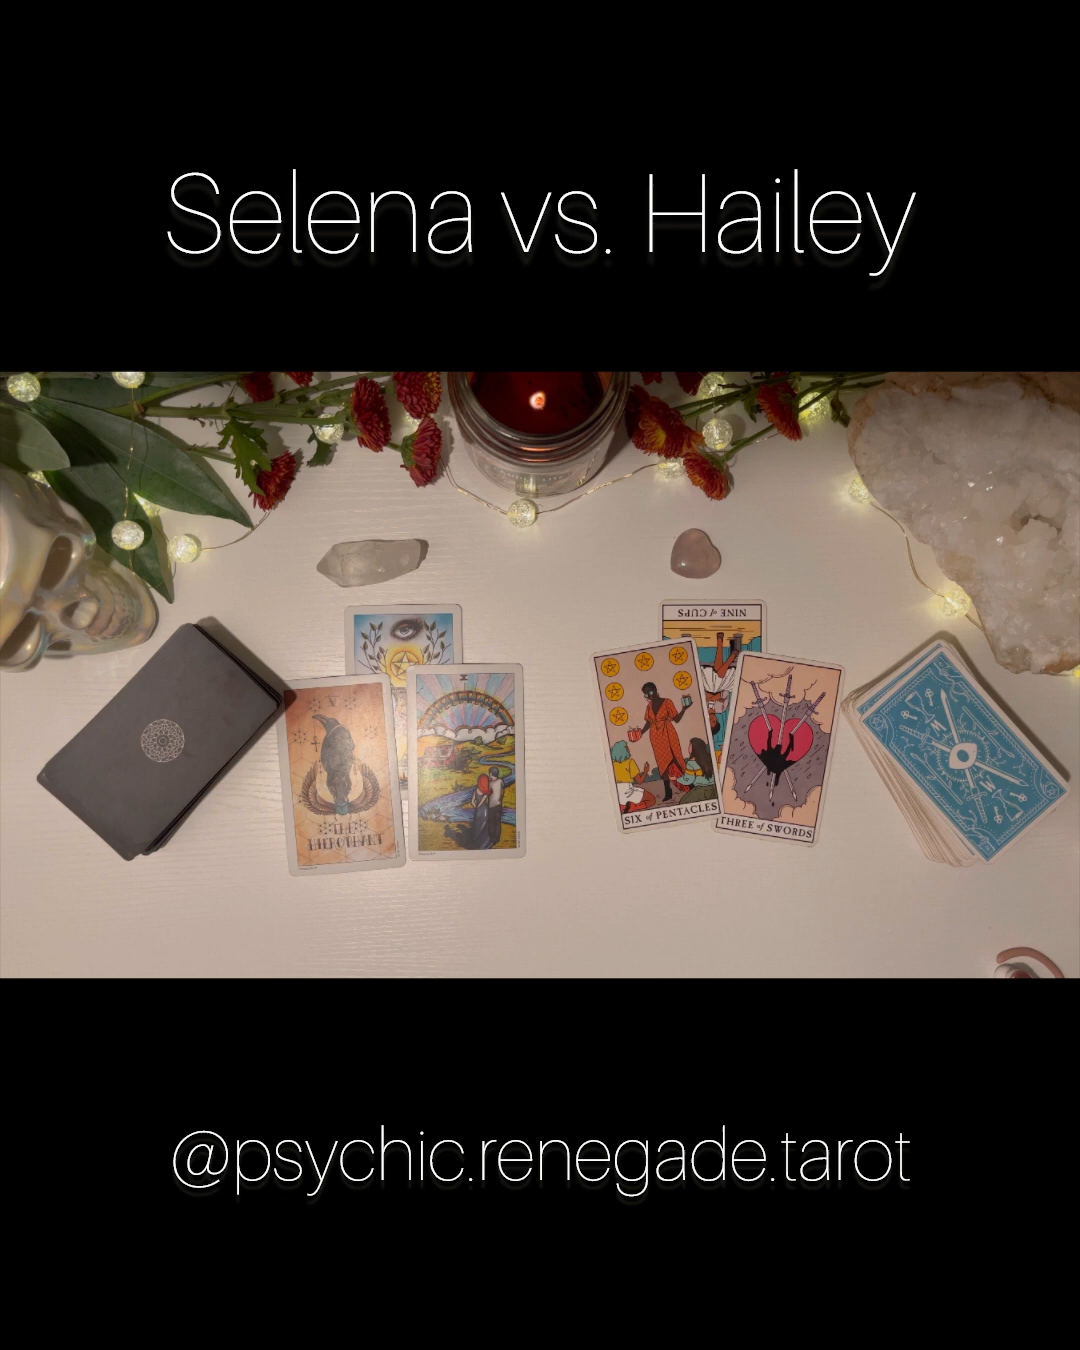 Selena vs. Hailey
NINE of CUPS
V
X
THE
HIEROPHANT
SIX of PENTACLES
THREE of SWORDS
@psychic.renegade.tarot